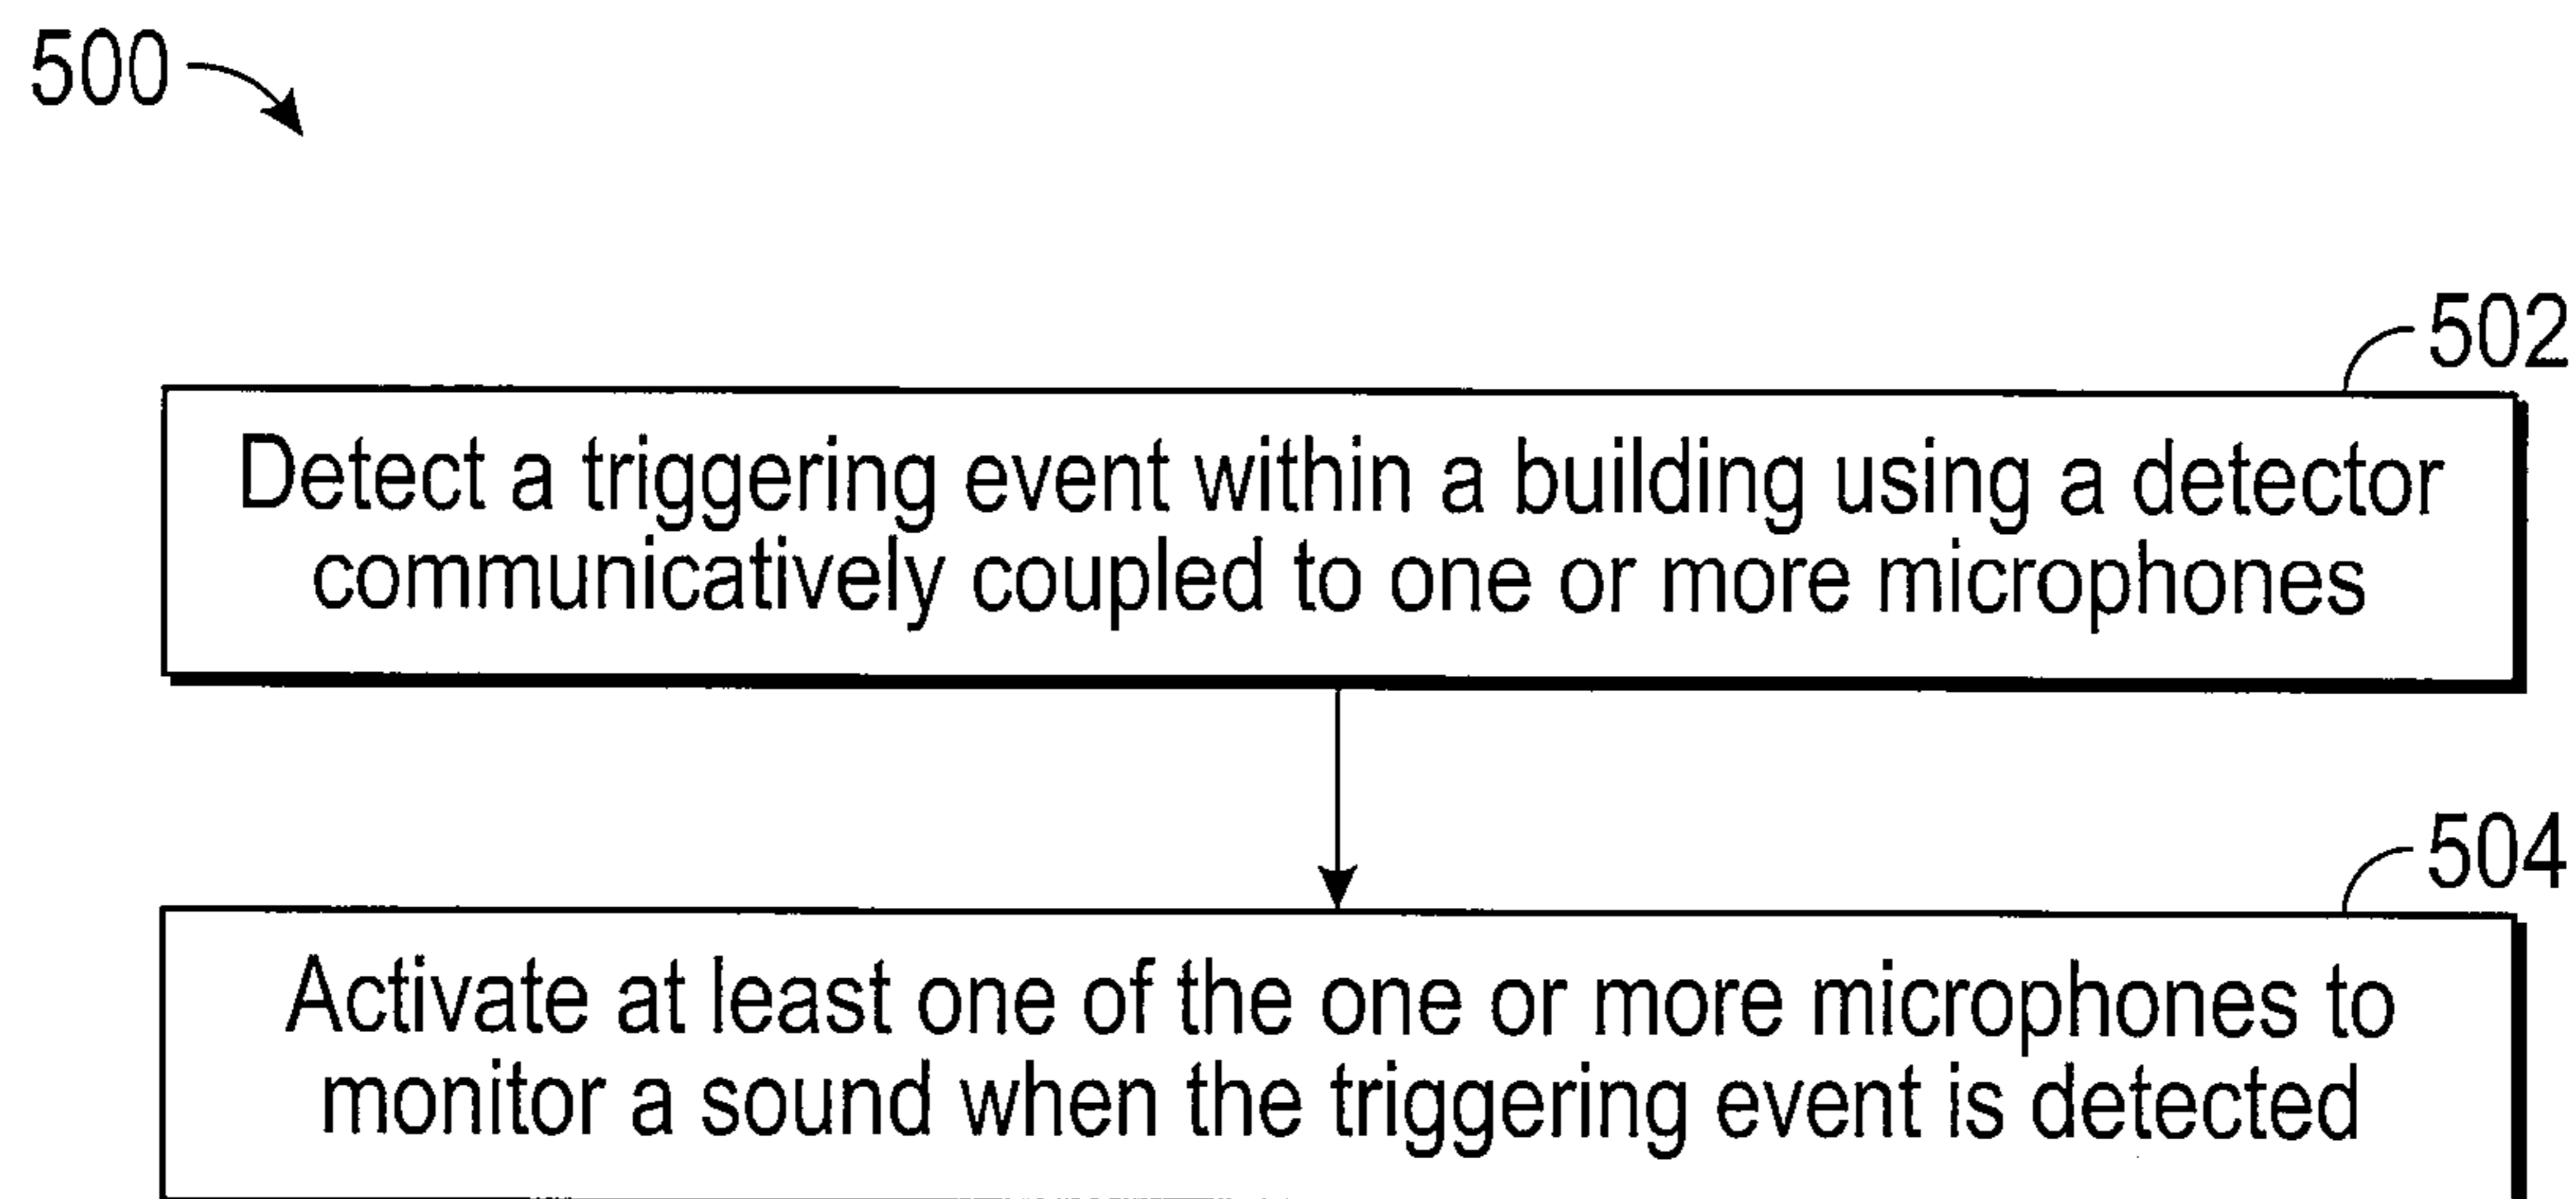 500
502
Detect a triggering event within a building using a detector
communicatively coupled to one or more microphones
504
Activate at least one of the one or more microphones to
monitor a sound when the triggering event is detected